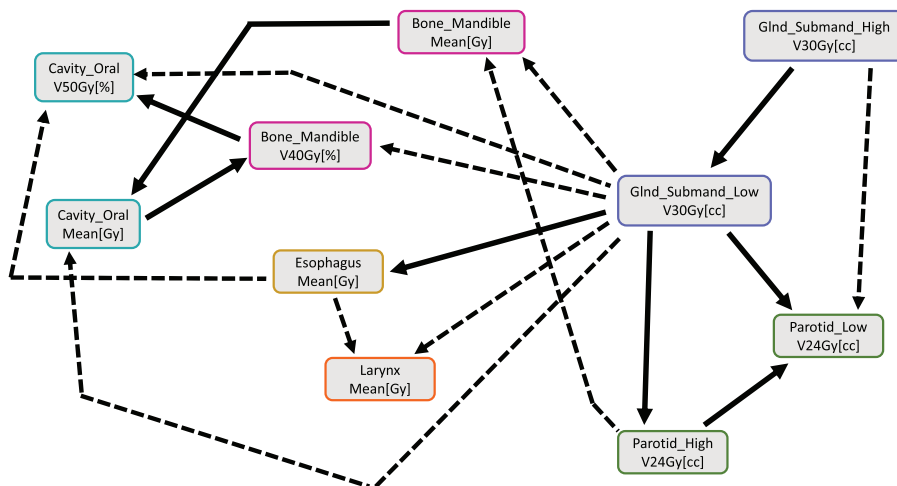 Bone_Mandible
Mean[Gy]
Glnd_Submand_High
V30Gy[cc]
Cavity_Oral
V50Gy[%]
Bone_Mandible
V40Gy[%]
Glnd_Submand_Low
V30Gy[cc]
Cavity_Oral
Mean[Gy]
Esophagus
Mean[Gy]
Parotid_Low
V24Gy[cc]
Larynx
Mean[Gy]
Parotid_High
V24Gy[cc]